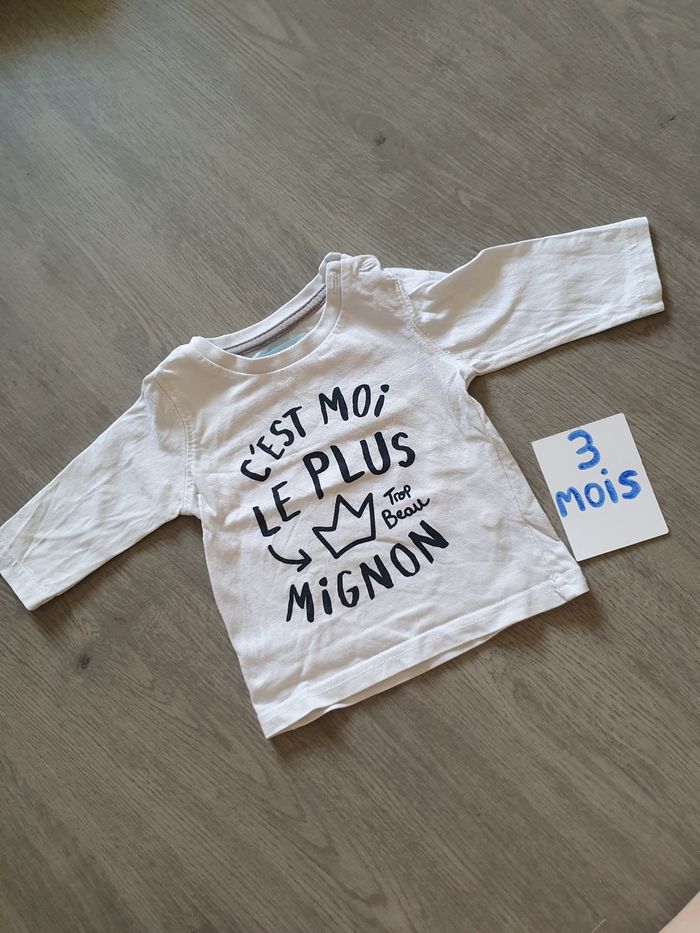 C'EST MOi
LE PLUS
Trop
Beau
MiGNON
3
mois